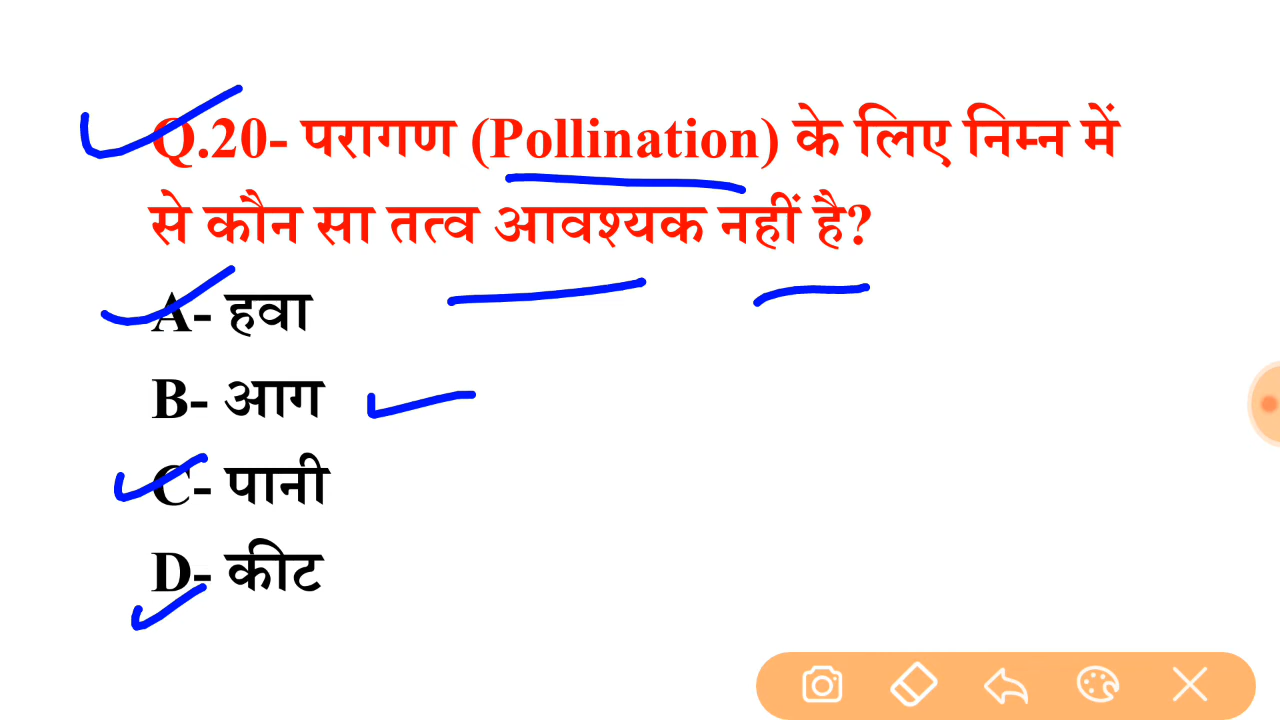 Q.20- परागण (Pollination) के लिए निम्न में
से कौन सा तत्व आवश्यक नहीं है?
A- हवा
B- आग
C- पानी
D- कीट